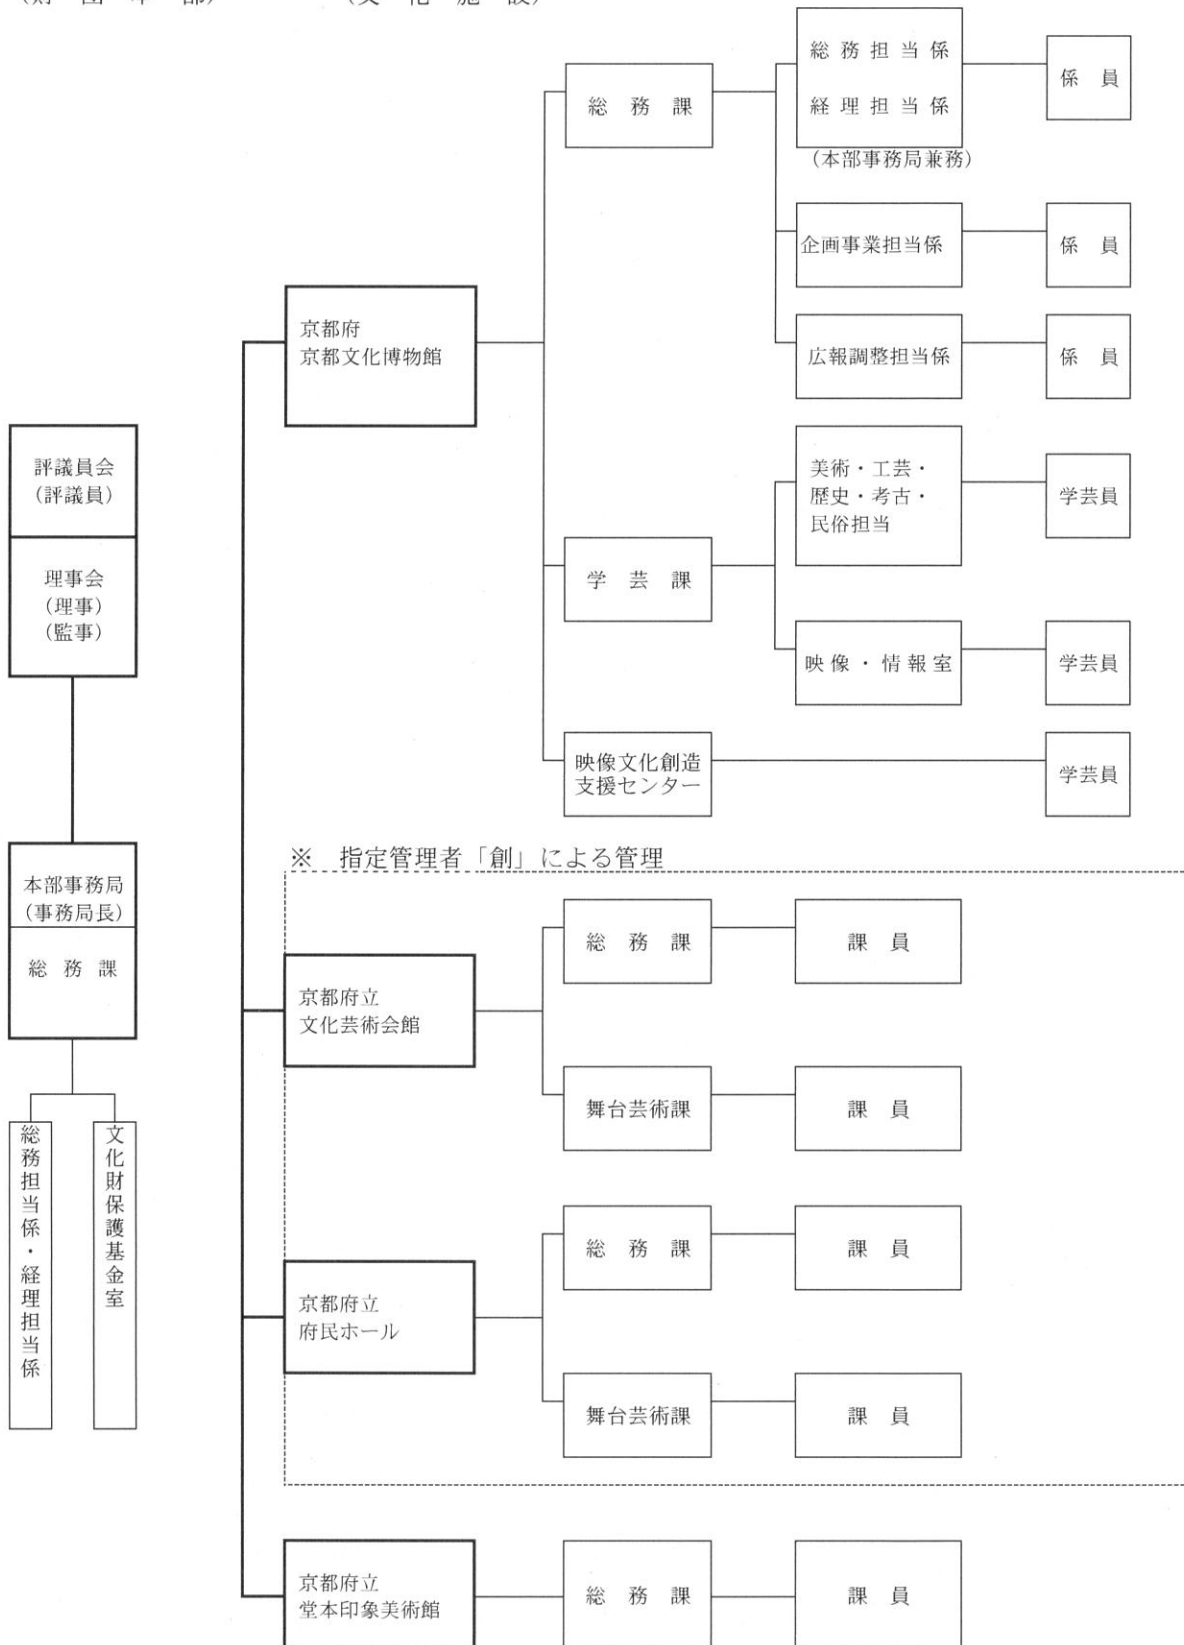 (財 団 本 部)
(文 化 施 設)
評議員会
(評議員)
理事会
(理事)
(監事)
本部事務局
(事務局長)
総 務 課
総務担当係・経理担当係
文化財保護基金室
京都府
京都文化博物館
総 務 課
総 務 担 当 係
経 理 担 当 係
(本部事務局兼務)
係 員
企画事業担当係
係 員
広報調整担当係
係 員
学 芸 課
美術・工芸・
歴史・考古・
民俗担当
学芸員
映 像 ・ 情 報 室
学芸員
映像文化創造
支援センター
学芸員
※ 指定管理者「創」による管理
京都府立
文化芸術会館
総 務 課
課 員
舞台芸術課
課 員
京都府立
府民ホール
総 務 課
課 員
舞台芸術課
課 員
京都府立
堂本印象美術館
総 務 課
課 員